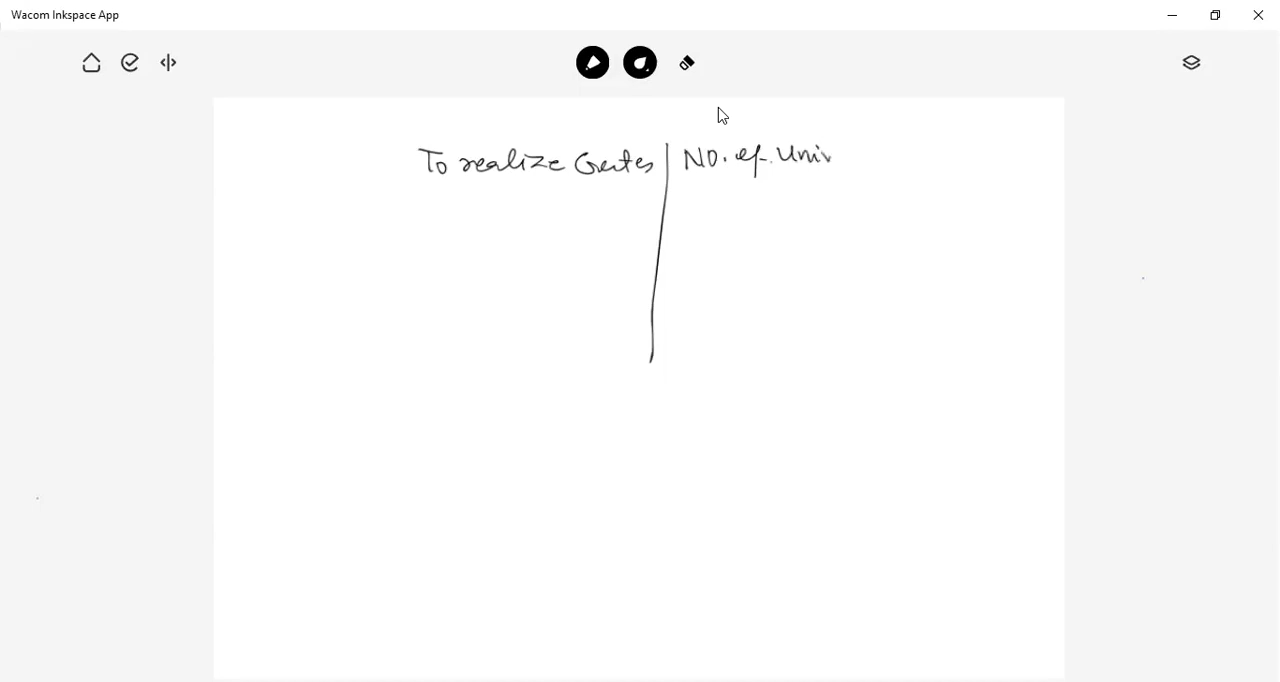 Wacom Inkspace App
To realize Gates | No. of. Univ